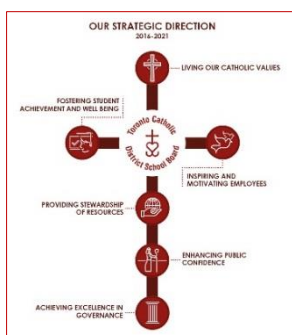 OUR STRATEGIC DIRECTION
2016-2021
LIVING OUR CATHOLIC VALUES
FOSTERING STUDENT
ACHIEVEMENT AND WELL BEING
Toronto Catholic
District School Board
INSPIRING AND
MOTIVATING EMPLOYEES
PROVIDING STEWARDSHIP
OF RESOURCES
ENHANCING PUBLIC
CONFIDENCE
ACHIEVING EXCELLENCE IN
GOVERNANCE